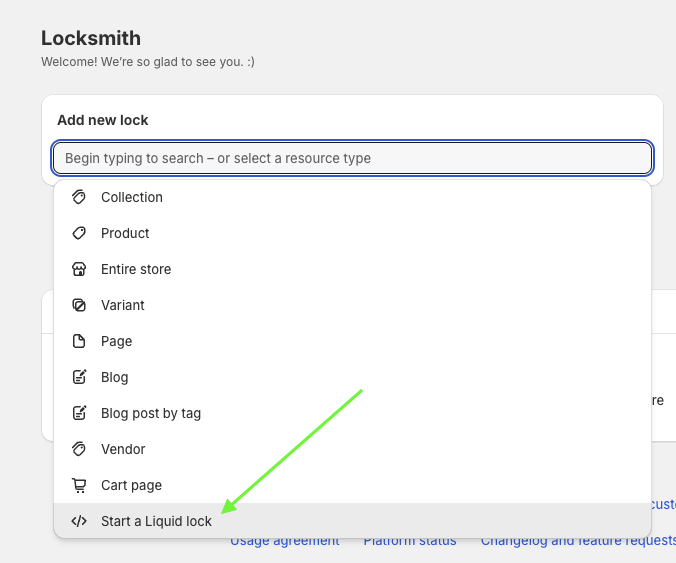 Locksmith
Welcome! We're so glad to see you. :)
Add new lock
Begin typing to search – or select a resource type
Collection
Product
Entire store
Variant
Page
Blog
Blog post by tag
Vendor
Cart page
Start a Liquid lock
Usage agreement Platform status Changelog and feature requests